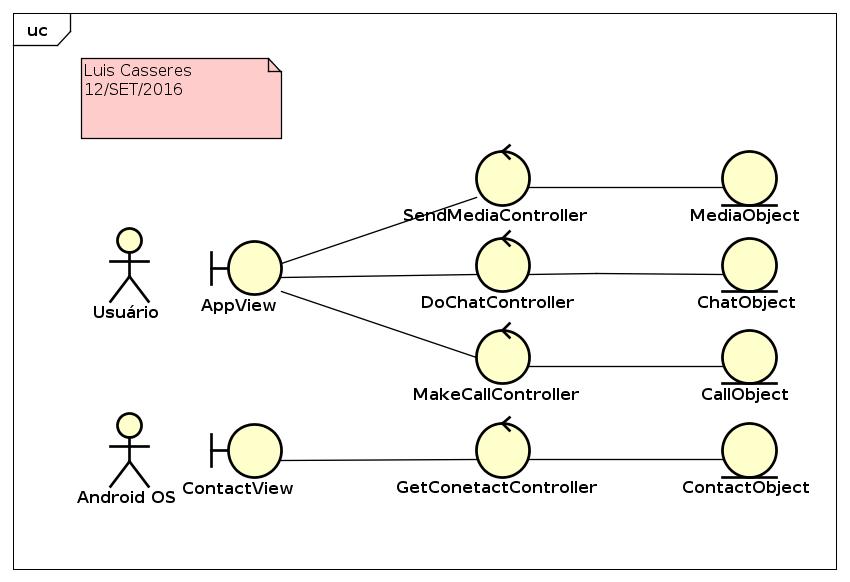 uc
Luis Casseres
12/SET/2016
SendMediaController
MediaObject
Usuário
AppView
DoChatController
ChatObject
MakeCallController
CallObject
Android OS
ContactView
GetConetactController
ContactObject